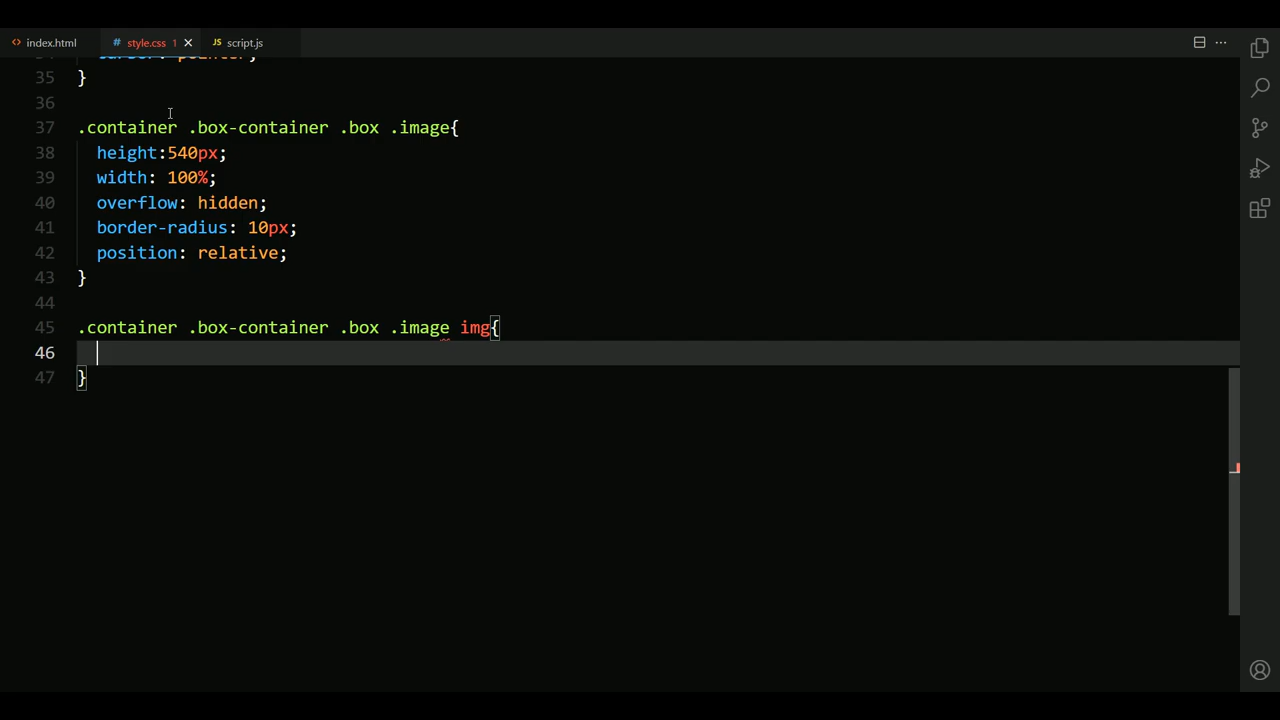 index.html
# style.css 1
JS script.js
35 }
36
37 .container .box-container .box .image{
38 height:540px;
39 width: 100%;
40 overflow: hidden;
41 border-radius: 10px;
42 position: relative;
43 }
44
45 .container .box-container .box .image img{
46
47 }